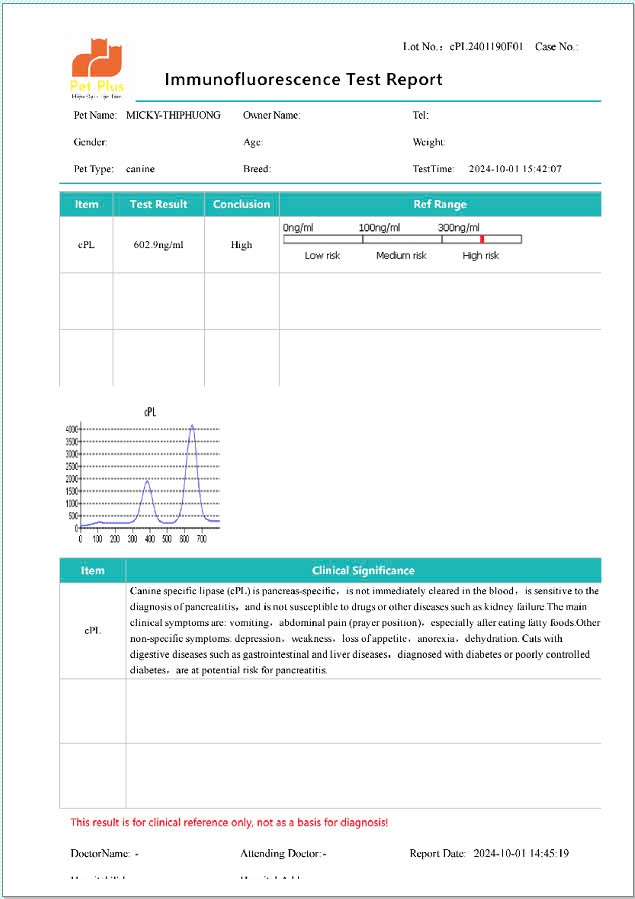 Lot No.: cPL2401190F01 Case No.:
Pet Plus
Immunofluorescence Test Report
Pet Name: MICKY-THIPHUONG Owner Name: Tel:
Gender: Age: Weight:
Pet Type: canine Breed: TestTime: 2024-10-01 15:42:07
Item Test Result Conclusion Ref Range
0ng/ml 100ng/ml 300ng/ml
cPL 602.9ng/ml High
Low risk Medium risk High risk
cPL
4000
3500
3000
2500
2000
1500
1000
500
0
0 100 200 300 400 500 600 700
Item Clinical Significance
cPL
Canine specific lipase (cPL) is pancreas-specific, is not immediately cleared in the blood, is sensitive to the
diagnosis of pancreatitis, and is not susceptible to drugs or other diseases such as kidney failure.The main
clinical symptoms are: vomiting, abdominal pain (prayer position), especially after eating fatty foods.Other
non-specific symptoms: depression, weakness, loss of appetite, anorexia, dehydration. Cats with
digestive diseases such as gastrointestinal and liver diseases, diagnosed with diabetes or poorly controlled
diabetes, are at potential risk for pancreatitis.
This result is for clinical reference only, not as a basis for diagnosis!
DoctorName: - Attending Doctor:- Report Date: 2024-10-01 14:45:19